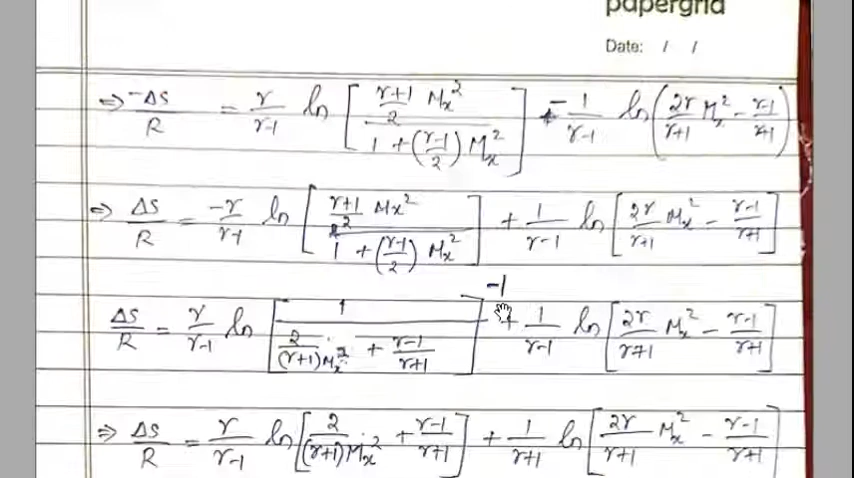 papergrid
Date: / /
⇒ -ΔS/R = γ/γ-1 ln [ (γ+1/2 Mx²) / (1 + (γ-1/2) Mx²) ] - 1/γ-1 ln ( 2γ/γ+1 Mx² - γ-1/γ+1 )
⇒ ΔS/R = -γ/γ-1 ln [ (γ+1/2 Mx²) / (1 + (γ-1/2) Mx²) ] + 1/γ-1 ln [ 2γ/γ+1 Mx² - γ-1/γ+1 ]
ΔS/R = γ/γ-1 ln [ 1 / (2/(γ+1)Mx² + γ-1/γ+1) ]⁻¹ + 1/γ-1 ln [ 2γ/γ+1 Mx² - γ-1/γ+1 ]
⇒ ΔS/R = γ/γ-1 ln [ 2/(γ+1)Mx² + γ-1/γ+1 ] + 1/γ+1 ln [ 2γ/γ+1 Mx² - γ-1/γ+1 ]